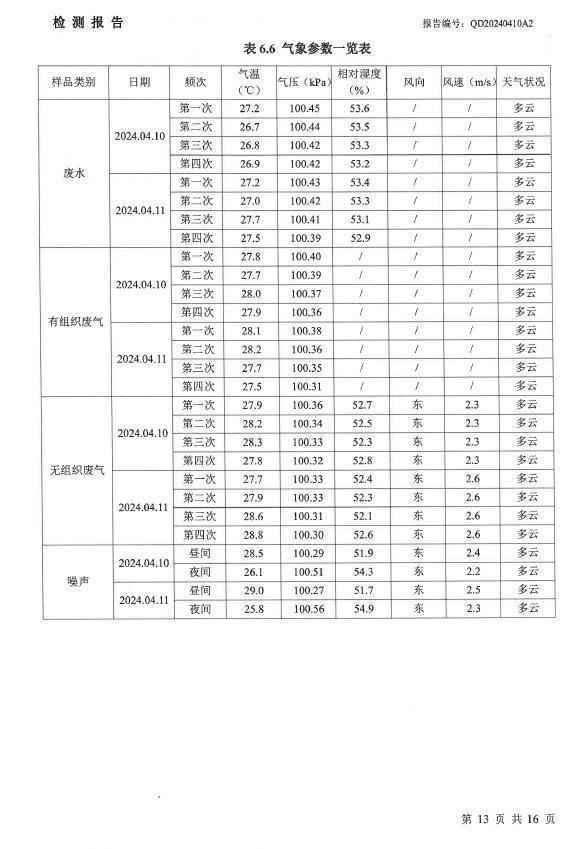 检测报告 报告编号：QD20240410A2
表 6.6 气象参数一览表
样品类别 日期 频次 气温（℃） 气压（kPa） 相对湿度（%） 风向 风速（m/s） 天气状况
废水 2024.04.10 第一次 27.2 100.45 53.6 / / 多云
第二次 26.7 100.44 53.5 / / 多云
第三次 26.8 100.42 53.3 / / 多云
第四次 26.9 100.42 53.2 / / 多云
2024.04.11 第一次 27.2 100.43 53.4 / / 多云
第二次 27.0 100.42 53.3 / / 多云
第三次 27.7 100.41 53.1 / / 多云
第四次 27.5 100.39 52.9 / / 多云
有组织废气 2024.04.10 第一次 27.8 100.40 / / / 多云
第二次 27.7 100.39 / / / 多云
第三次 28.0 100.37 / / / 多云
第四次 27.9 100.36 / / / 多云
2024.04.11 第一次 28.1 100.38 / / / 多云
第二次 28.2 100.36 / / / 多云
第三次 27.7 100.35 / / / 多云
第四次 27.5 100.31 / / / 多云
无组织废气 2024.04.10 第一次 27.9 100.36 52.7 东 2.3 多云
第二次 28.2 100.34 52.5 东 2.3 多云
第三次 28.3 100.33 52.3 东 2.3 多云
第四次 27.8 100.32 52.8 东 2.3 多云
2024.04.11 第一次 27.7 100.33 52.4 东 2.6 多云
第二次 27.9 100.33 52.3 东 2.6 多云
第三次 28.6 100.31 52.1 东 2.6 多云
第四次 28.8 100.30 52.6 东 2.6 多云
噪声 2024.04.10 昼间 28.5 100.29 51.9 东 2.4 多云
夜间 26.1 100.51 54.3 东 2.2 多云
2024.04.11 昼间 29.0 100.27 51.7 东 2.5 多云
夜间 25.8 100.56 54.9 东 2.3 多云
第 13 页 共 16 页